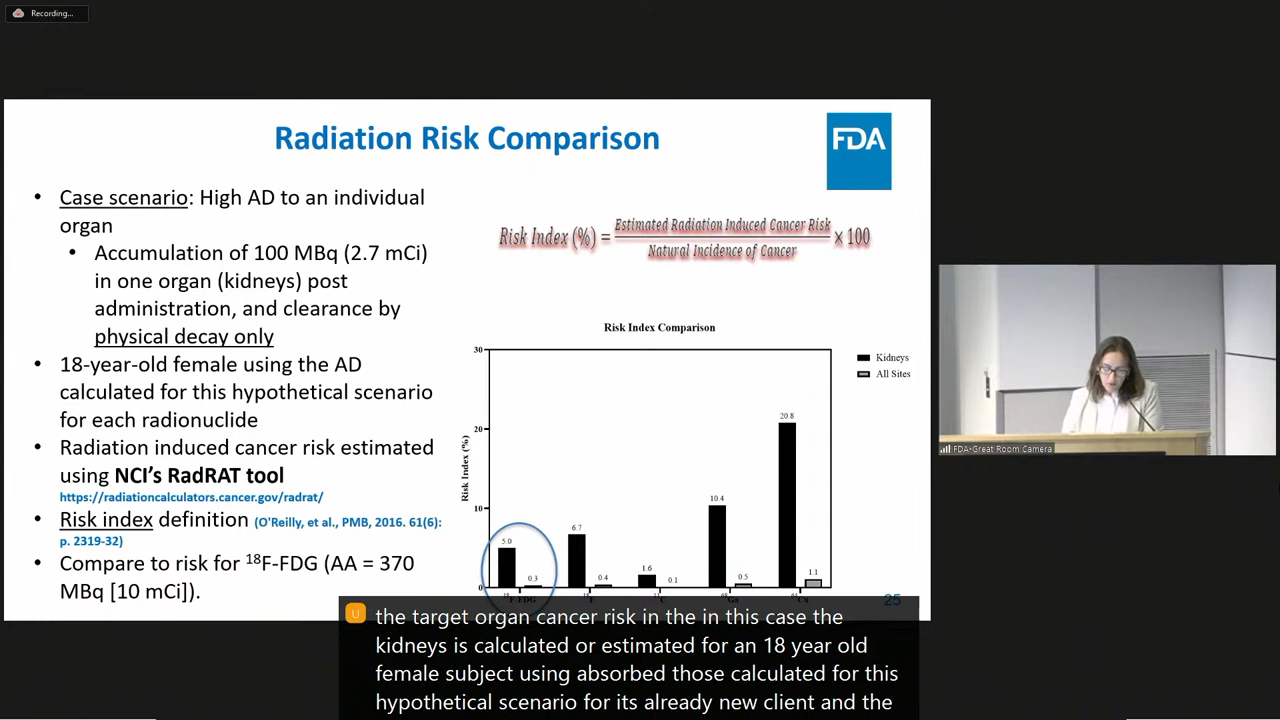 Recording...
Radiation Risk Comparison
FDA
• Case scenario: High AD to an individual
organ
• Accumulation of 100 MBq (2.7 mCi)
in one organ (kidneys) post
administration, and clearance by
physical decay only
• 18-year-old female using the AD
calculated for this hypothetical scenario
for each radionuclide
• Radiation induced cancer risk estimated
using NCI's RadRAT tool
https://radiationcalculators.cancer.gov/radrat/
• Risk index definition (O'Reilly, et al., PMB, 2016. 61(6):
p. 2319-32)
• Compare to risk for ¹⁸F-FDG (AA = 370
MBq [10 mCi]).
Risk Index (%) = Estimated Radiation Induced Cancer Risk
Natural Incidence of Cancer × 100
Risk Index Comparison
Kidneys
All Sites
Risk Index (%)
30
20
10
0
5.0
0.3
6.7
0.4
1.6
0.1
10.4
0.5
20.8
1.1
25
FDA-Great Room Camera
U
the target organ cancer risk in the in this case the
kidneys is calculated or estimated for an 18 year old
female subject using absorbed those calculated for this
hypothetical scenario for its already new client and the